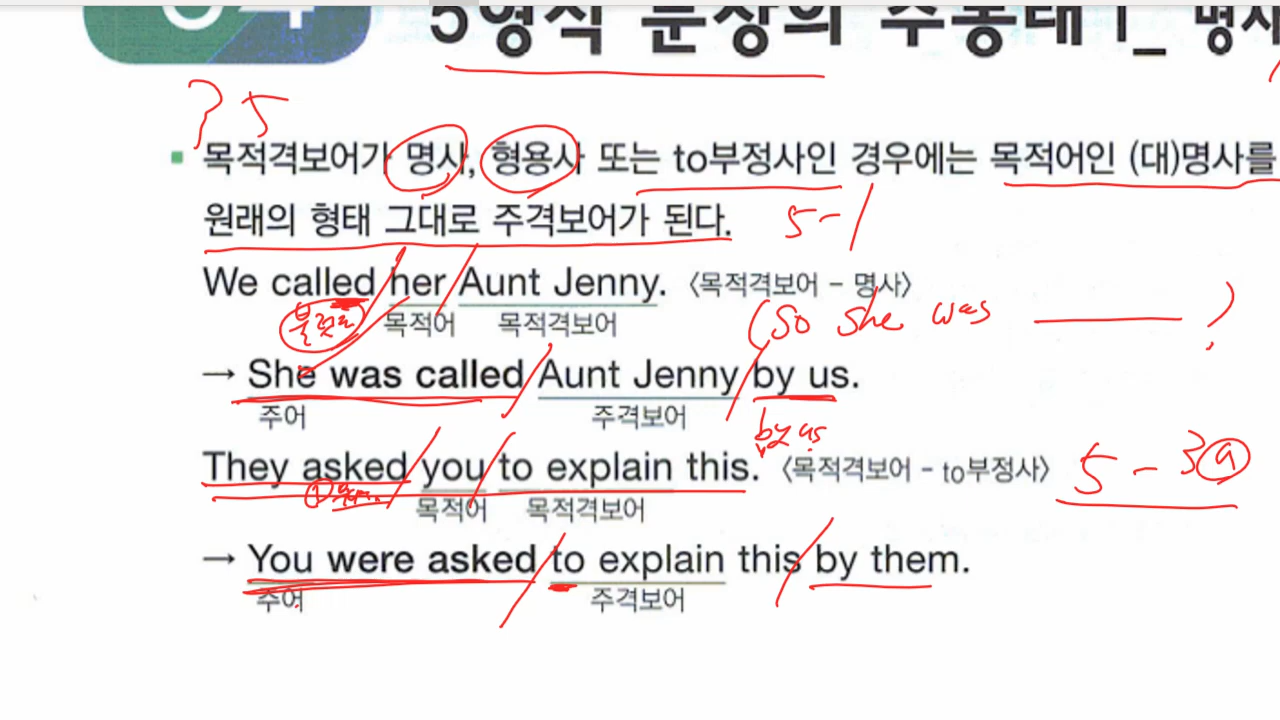 5형식 문장의 수동태 1_ 명사
3 5
목적격보어가 명사, 형용사 또는 to부정사인 경우에는 목적어인 (대)명사를
원래의 형태 그대로 주격보어가 된다.
5-1
We called her Aunt Jenny. <목적격보어 - 명사>
목적어 목적격보어
(So she was ?
→ She was called Aunt Jenny by us.
주어 주격보어
by us
They asked you to explain this. <목적격보어 - to부정사>
5-3ⓐ
목적어 목적격보어
→ You were asked to explain this by them.
주어 주격보어